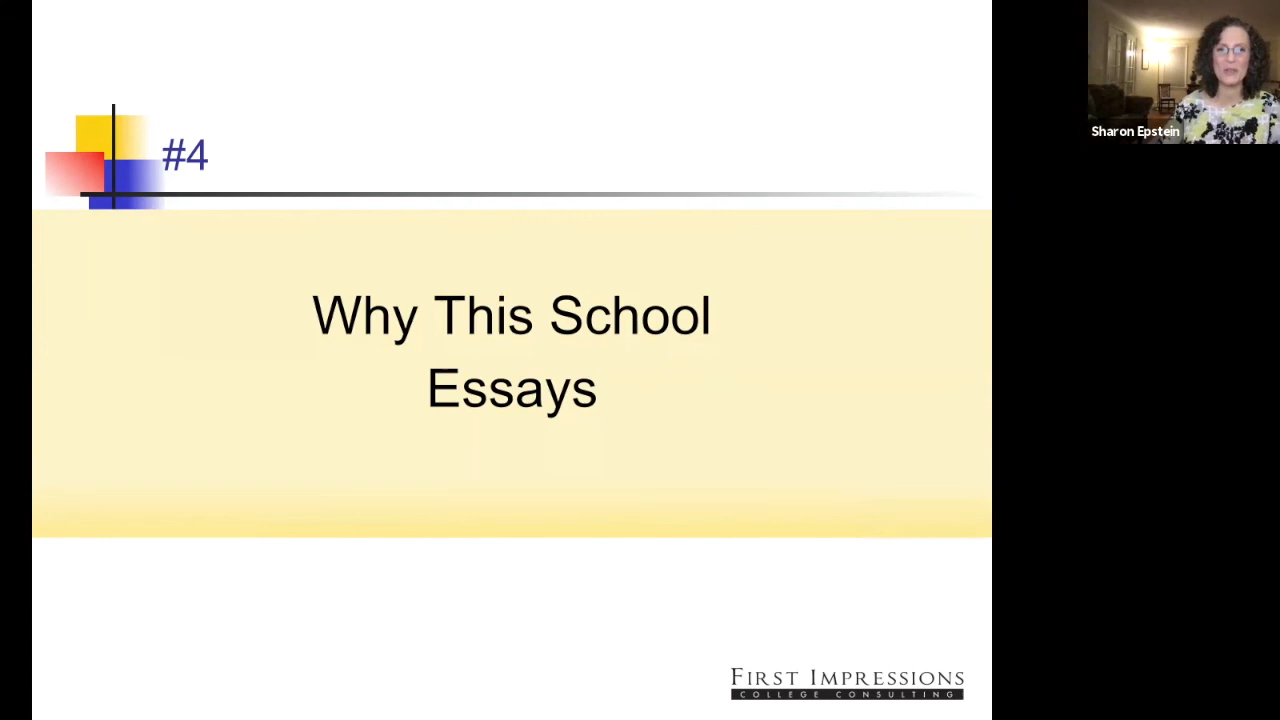 #4
Why This School
Essays
FIRST IMPRESSIONS
COLLEGE CONSULTING
Sharon Epstein